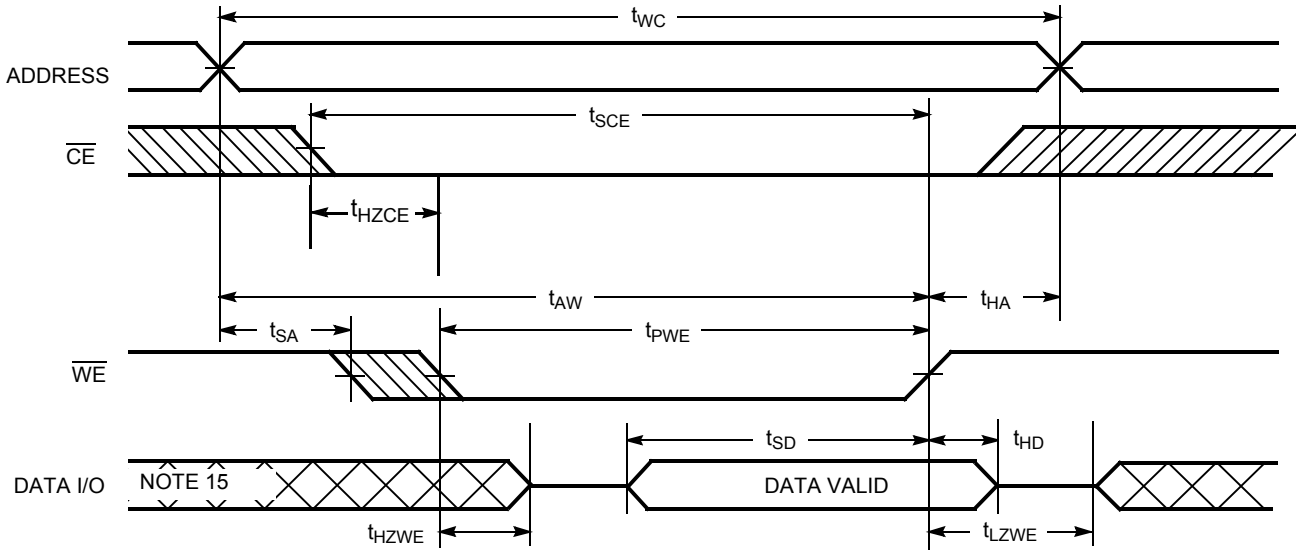 tWC
ADDRESS
tSCE
CE
tHZCE
tAW
tHA
tSA
tPWE
WE
tSD
tHD
DATA I/O
NOTE 15
DATA VALID
tHZWE
tLZWE